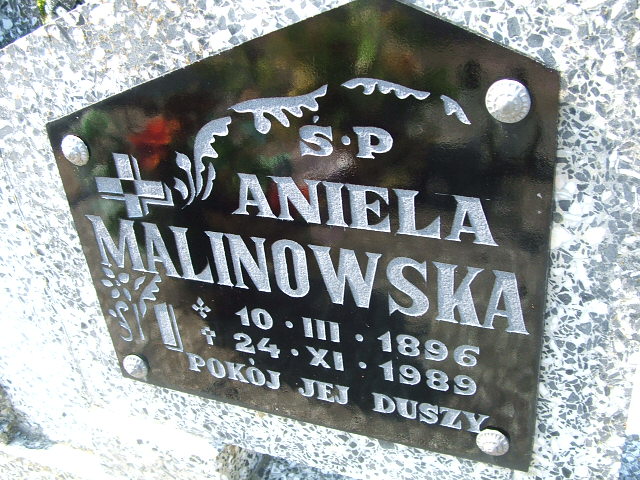 Ś·P
ANIELA
MALINOWSKA
10·III·1896
24·XI·1989
POKÓJ JEJ DUSZY